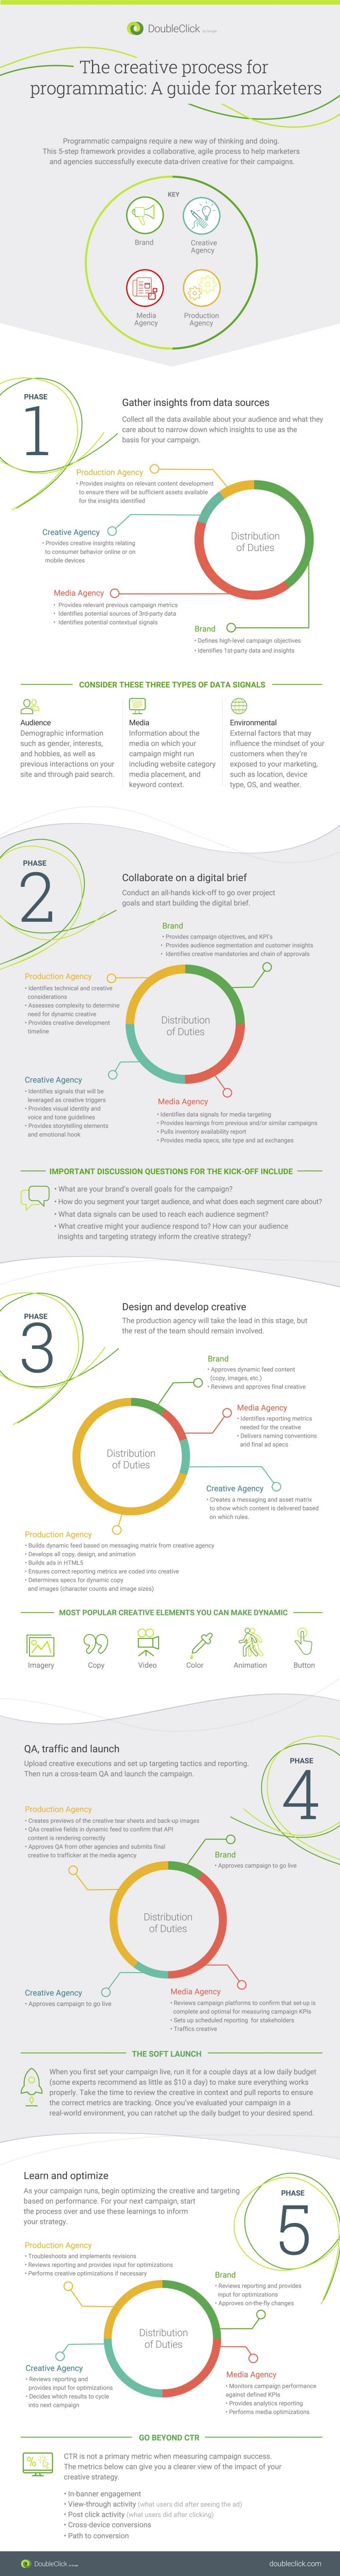 DoubleClick by Google
The creative process for
programmatic: A guide for marketers
Programmatic campaigns require a new way of thinking and doing.
This 5-step framework provides a collaborative, agile process to help marketers
and agencies successfully execute data-driven creative for their campaigns.
KEY
Brand
Creative
Agency
Media
Agency
Production
Agency
PHASE
1
Gather insights from data sources
Collect all the data available about your audience and what they
care about to narrow down which insights to use as the
basis for your campaign.
Production Agency
• Provides insights on relevant content development
to ensure there will be sufficient assets available
for the insights identified
Creative Agency
• Provides creative insights relating
to consumer behavior online or on
mobile devices
Distribution
of Duties
Media Agency
• Provides relevant previous campaign metrics
• Identifies potential sources of 3rd-party data
• Identifies potential contextual signals
Brand
• Defines high-level campaign objectives
• Identifies 1st-party data and insights
CONSIDER THESE THREE TYPES OF DATA SIGNALS
Audience
Demographic information
such as gender, interests,
and hobbies, as well as
previous interactions on your
site and through paid search.
Media
Information about the
media on which your
campaign might run
including website category
media placement, and
keyword context.
Environmental
External factors that may
influence the mindset of your
customers when they're
exposed to your marketing,
such as location, device
type, OS, and weather.
PHASE
2
Collaborate on a digital brief
Conduct an all-hands kick-off to go over project
goals and start building the digital brief.
Brand
• Provides campaign objectives, and KPI's
• Provides audience segmentation and customer insights
• Identifies creative mandatories and chain of approvals
Production Agency
• Identifies technical and creative
considerations
• Assesses complexity to determine
need for dynamic creative
• Provides creative development
timeline
Distribution
of Duties
Creative Agency
• Identifies signals that will be
leveraged as creative triggers
• Provides visual identity and
voice and tone guidelines
• Provides storytelling elements
and emotional hook
Media Agency
• Identifies data signals for media targeting
• Provides learnings from previous and/or similar campaigns
• Pulls inventory availability report
• Provides media specs, site type and ad exchanges
IMPORTANT DISCUSSION QUESTIONS FOR THE KICK-OFF INCLUDE
• What are your brand's overall goals for the campaign?
• How do you segment your target audience, and what does each segment care about?
• What data signals can be used to reach each audience segment?
• What creative might your audience respond to? How can your audience
insights and targeting strategy inform the creative strategy?
PHASE
3
Design and develop creative
The production agency will take the lead in this stage, but
the rest of the team should remain involved.
Brand
• Approves dynamic feed content
(copy, images, etc.)
• Reviews and approves final creative
Media Agency
• Identifies reporting metrics
needed for the creative
• Delivers naming conventions
and final ad specs
Distribution
of Duties
Creative Agency
• Creates a messaging and asset matrix
to show which content is delivered based
on which rules.
Production Agency
• Builds dynamic feed based on messaging matrix from creative agency
• Develops all copy, design, and animation
• Builds ads in HTML5
• Ensures correct reporting metrics are coded into creative
• Determines specs for dynamic copy
and images (character counts and image sizes)
MOST POPULAR CREATIVE ELEMENTS YOU CAN MAKE DYNAMIC
Imagery
Copy
Video
Color
Animation
Button
QA, traffic and launch
Upload creative executions and set up targeting tactics and reporting.
Then run a cross-team QA and launch the campaign.
PHASE
4
Production Agency
• Creates previews of the creative tear sheets and back-up images
• QAs creative fields in dynamic feed to confirm that API
content is rendering correctly
• Approves QA from other agencies and submits final
creative to trafficker at the media agency
Brand
• Approves campaign to go live
Distribution
of Duties
Creative Agency
• Approves campaign to go live
Media Agency
• Reviews campaign platforms to confirm that set-up is
complete and optimal for measuring campaign KPIs
• Sets up scheduled reporting for stakeholders
• Traffics creative
THE SOFT LAUNCH
When you first set your campaign live, run it for a couple days at a low daily budget
(some experts recommend as little as $10 a day) to make sure everything works
properly. Take the time to review the creative in context and pull reports to ensure
the correct metrics are tracking. Once you've evaluated your campaign in a
real-world environment, you can ratchet up the daily budget to your desired spend.
Learn and optimize
As your campaign runs, begin optimizing the creative and targeting
based on performance. For your next campaign, start
the process over and use these learnings to inform
your strategy.
PHASE
5
Production Agency
• Troubleshoots and implements revisions
• Reviews reporting and provides input for optimizations
• Performs creative optimizations if necessary
Brand
• Reviews reporting and provides
input for optimizations
• Approves on-the-fly changes
Distribution
of Duties
Creative Agency
• Reviews reporting and
provides input for optimizations
• Decides which results to cycle
into next campaign
Media Agency
• Monitors campaign performance
against defined KPIs
• Provides analytics reporting
• Performs media optimizations
GO BEYOND CTR
CTR is not a primary metric when measuring campaign success.
The metrics below can give you a clearer view of the impact of your
creative strategy.
• In-banner engagement
• View-through activity (what users did after seeing the ad)
• Post click activity (what users did after clicking)
• Cross-device conversions
• Path to conversion
DoubleClick by Google
doubleclick.com